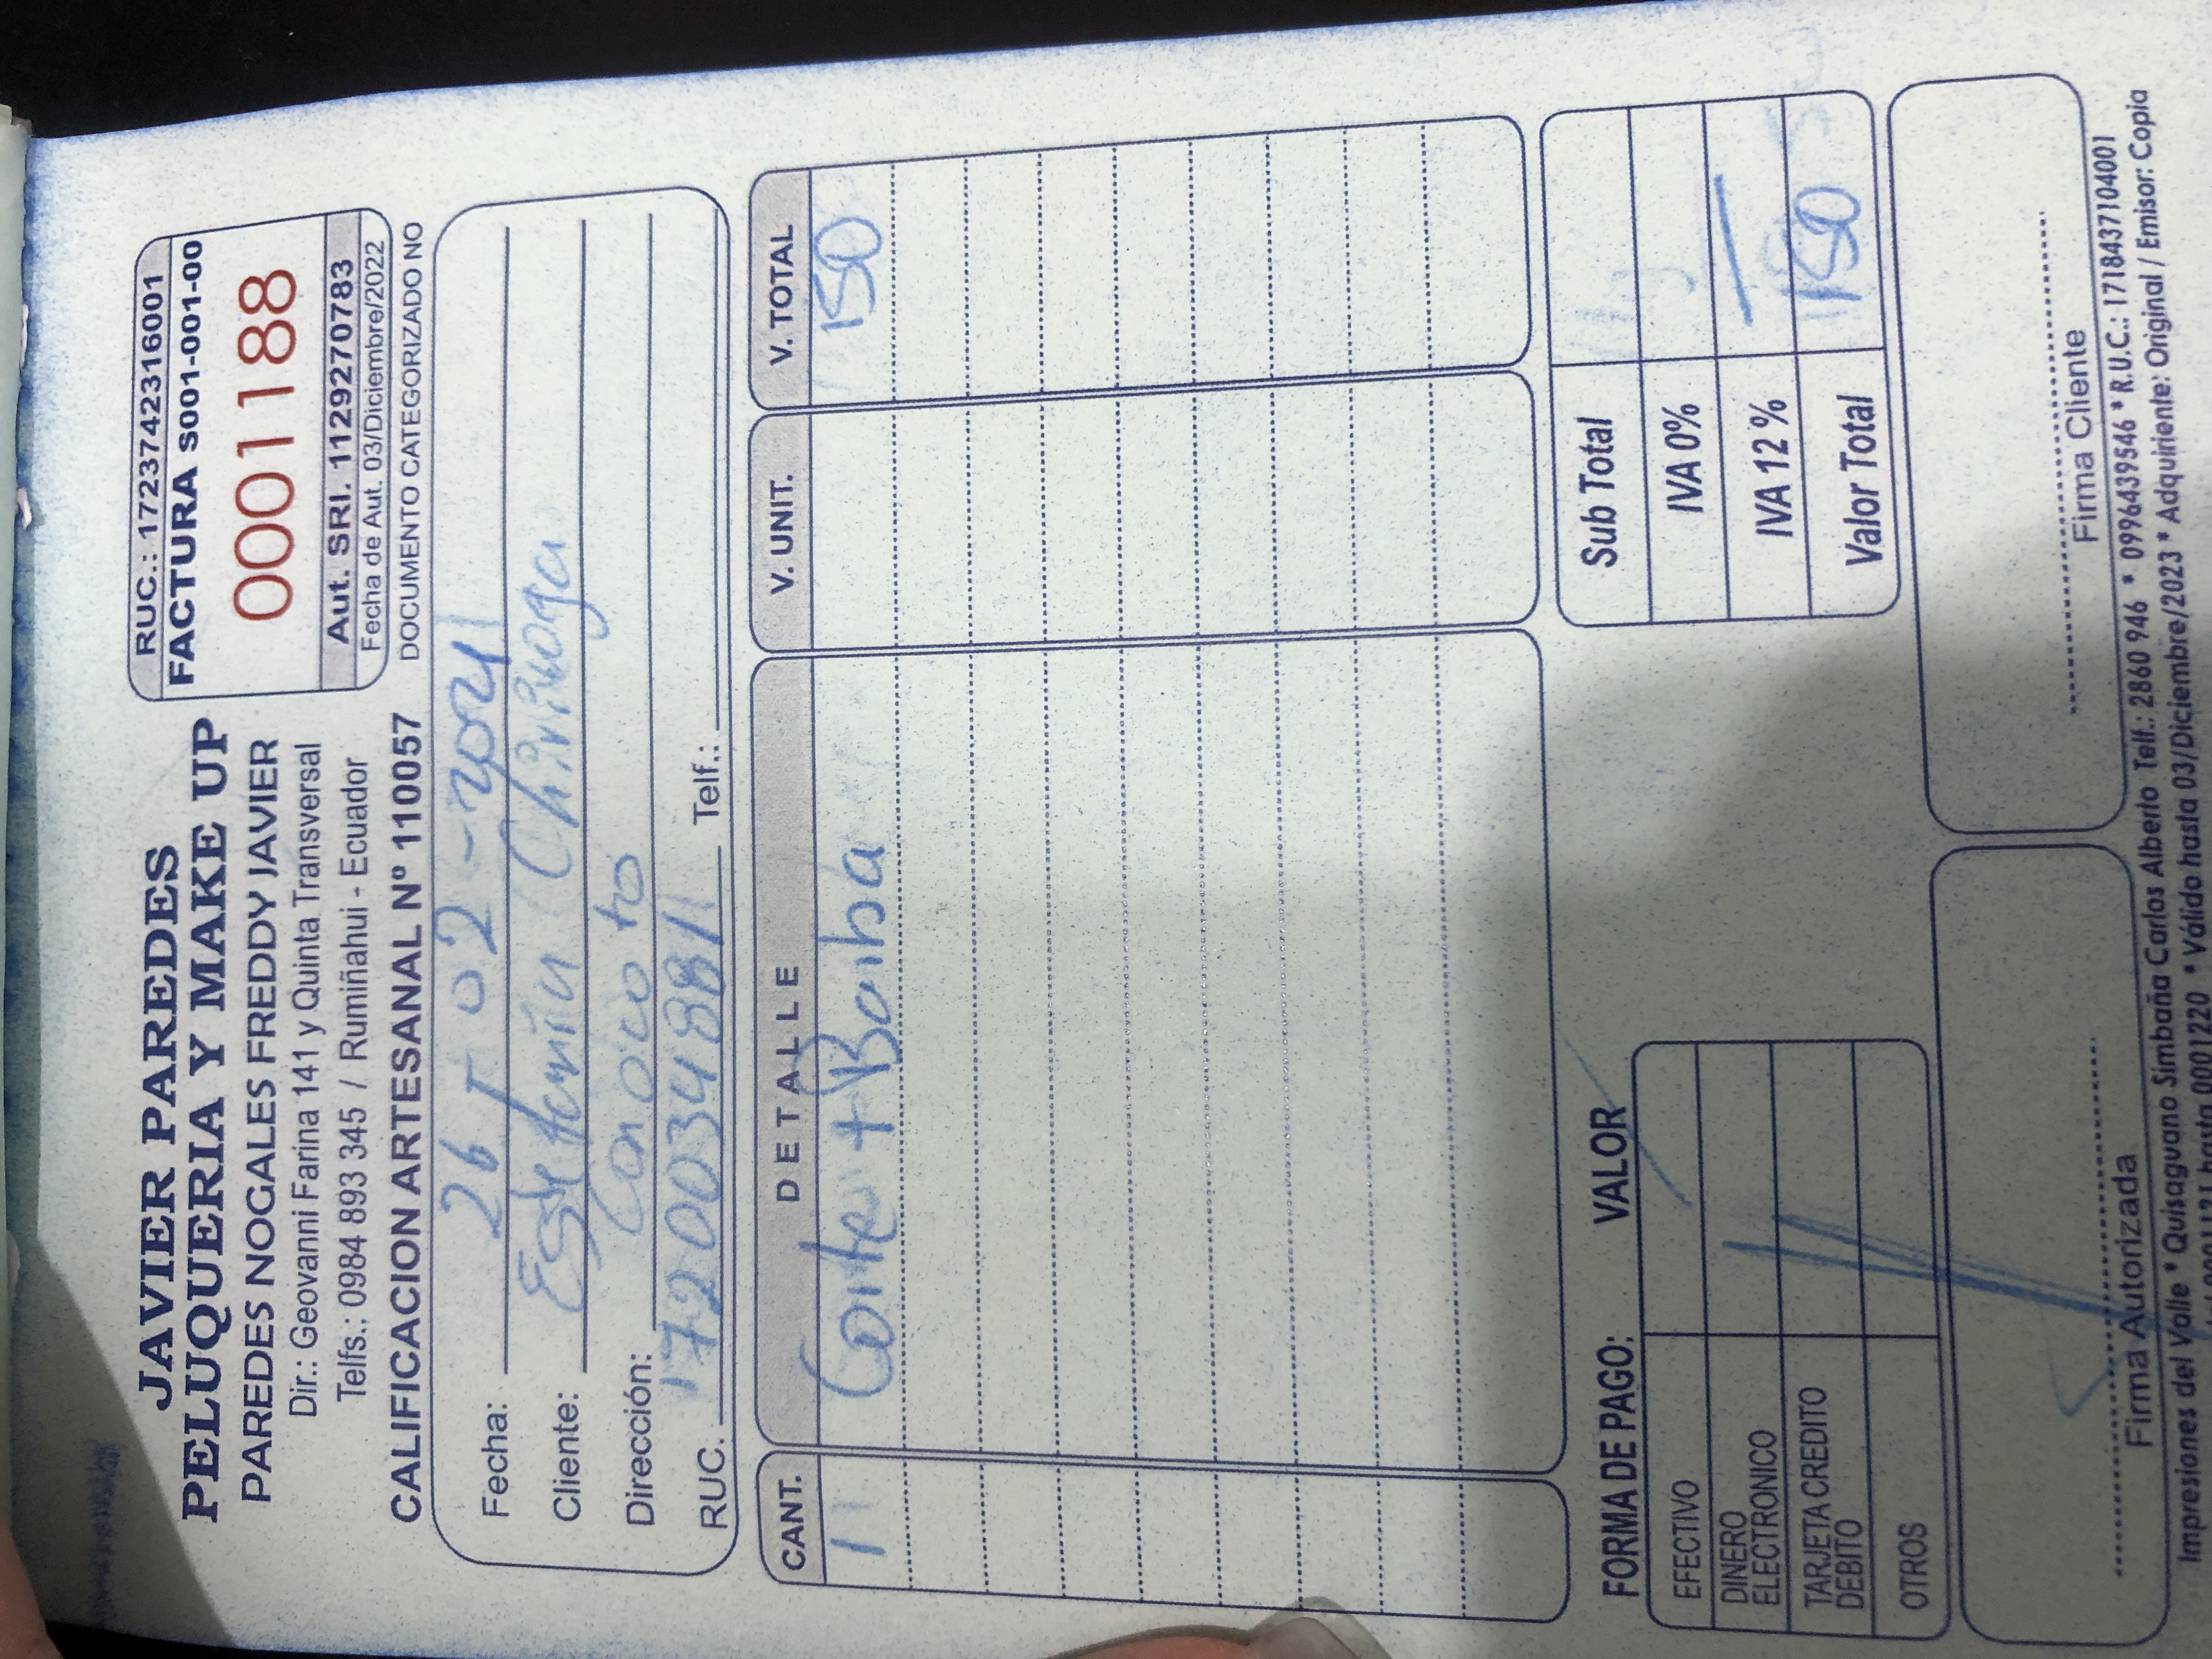 JAVIER PAREDES
PELUQUERIA Y MAKE UP
PAREDES NOGALES FREDDY JAVIER
Dir.: Geovanni Farina 141 y Quinta Transversal
Telfs.: 0984 893 345 / Rumiñahui - Ecuador
CALIFICACION ARTESANAL Nº 110057
RUC.: 1723742316001
FACTURA S001-001-00
0001188
Aut. SRI. 1129270783
Fecha de Aut. 03/Diciembre/2022
DOCUMENTO CATEGORIZADO NO
Fecha: 26-02-2021
Cliente: Estefanía Chiriboga
Dirección: Conocoto
RUC. 1720034881 Telf.:
CANT. DETALLE V. UNIT. V. TOTAL
1 Corte + Barba 150
FORMA DE PAGO: VALOR
EFECTIVO
DINERO
ELECTRONICO
TARJETA CREDITO
DEBITO
OTROS
Sub Total
IVA 0%
IVA 12 %
Valor Total 150
Firma Autorizada
Firma Cliente
Impresiones del Valle * Quisaguano Simbaña Carlos Alberto Telf.: 2860 946 * 0996439546 * R.U.C.: 1718437104001
hasta 0001220 * Válido hasta 03/Diciembre/2023 * Adquiriente: Original / Emisor: Copia